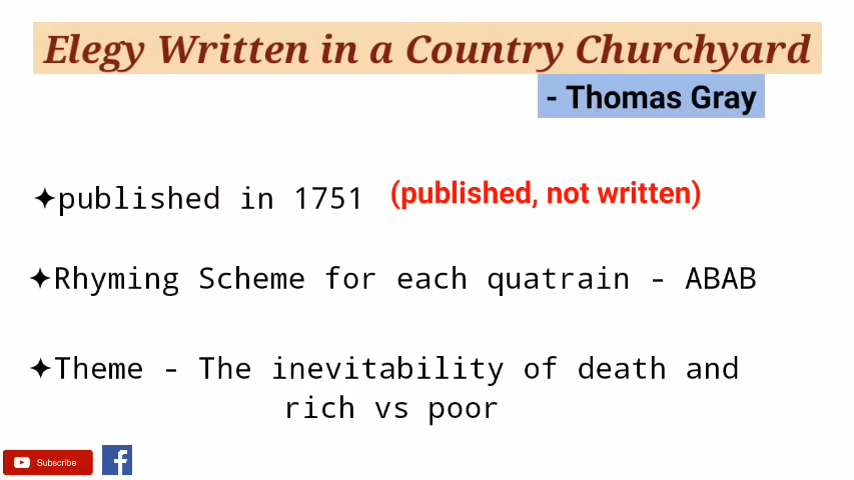 Elegy Written in a Country Churchyard
- Thomas Gray
✦published in 1751 (published, not written)
✦Rhyming Scheme for each quatrain - ABAB
✦Theme - The inevitability of death and
rich vs poor
Subscribe f